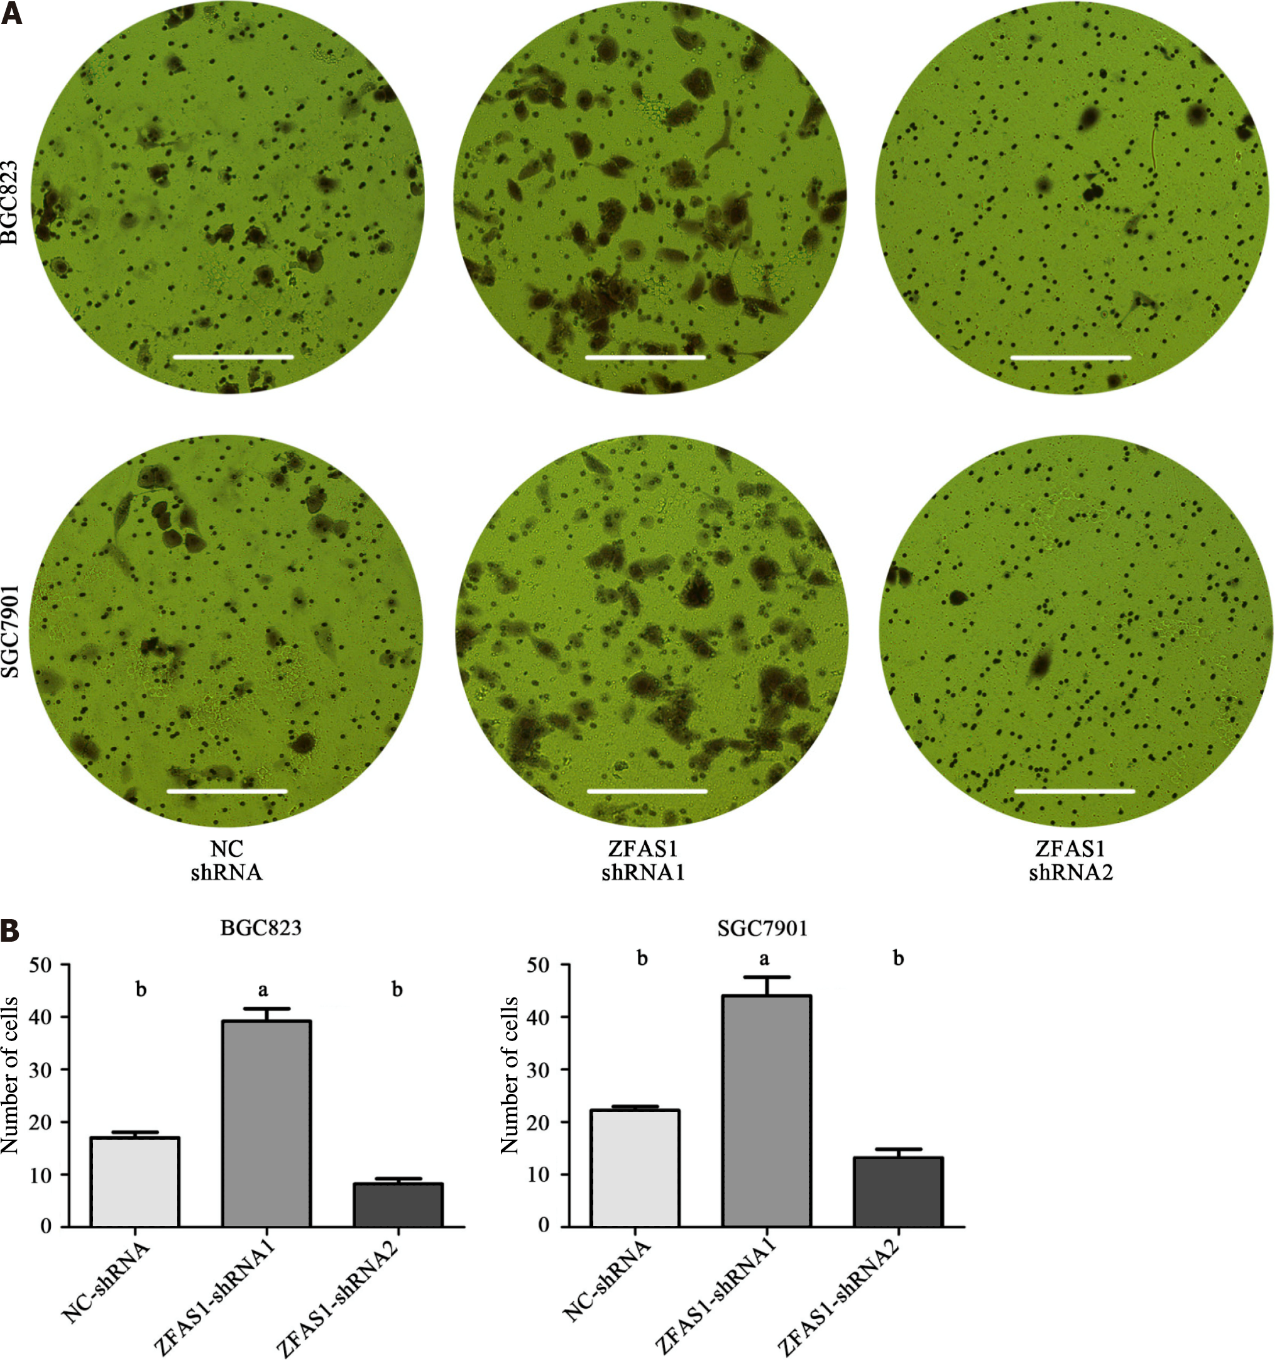 A
BGC823
SGC7901
NC
shRNA
ZFAS1
shRNA1
ZFAS1
shRNA2
B
BGC823
Number of cells
50
40
30
20
10
0
b
a
b
NC-shRNA
ZFAS1-shRNA1
ZFAS1-shRNA2
SGC7901
Number of cells
50
40
30
20
10
0
b
a
b
NC-shRNA
ZFAS1-shRNA1
ZFAS1-shRNA2